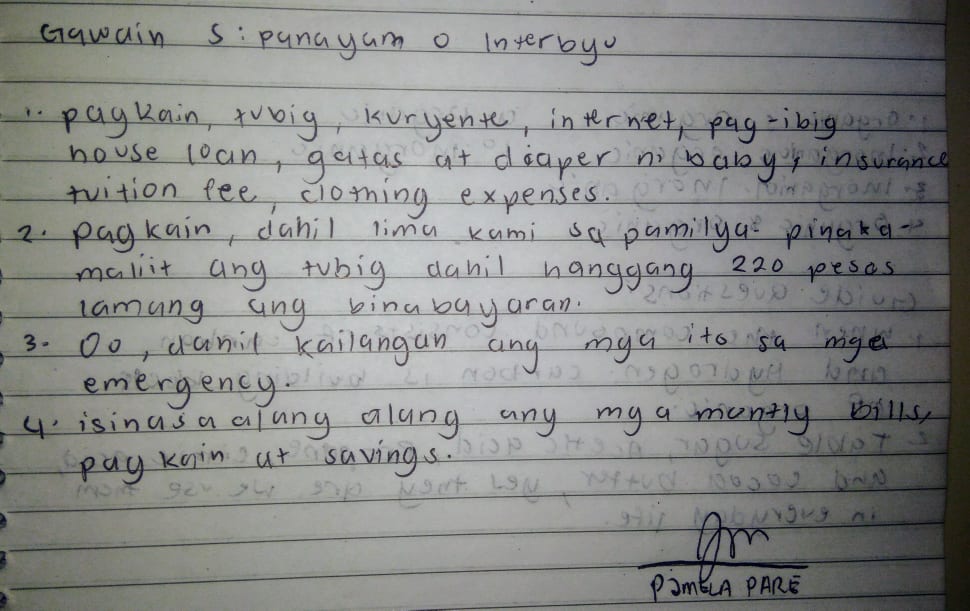 Gawain 5: panayam o Interbyu
1. pagkain, tubig, kuryente, internet, pag-ibig
house loan, gatas at diaper ni baby, insurance
tuition fee, clothing expenses.
2. pagkain, dahil lima kami sa pamilya. pinaka-
maliit ang tubig dahil hanggang 220 pesos
lamang ang binabayaran.
3. Oo, dahil kailangan ang mga ito sa mga
emergency.
4. isinasaalang alang any mga montly bills,
pagkain at savings.
PAMELA PARE